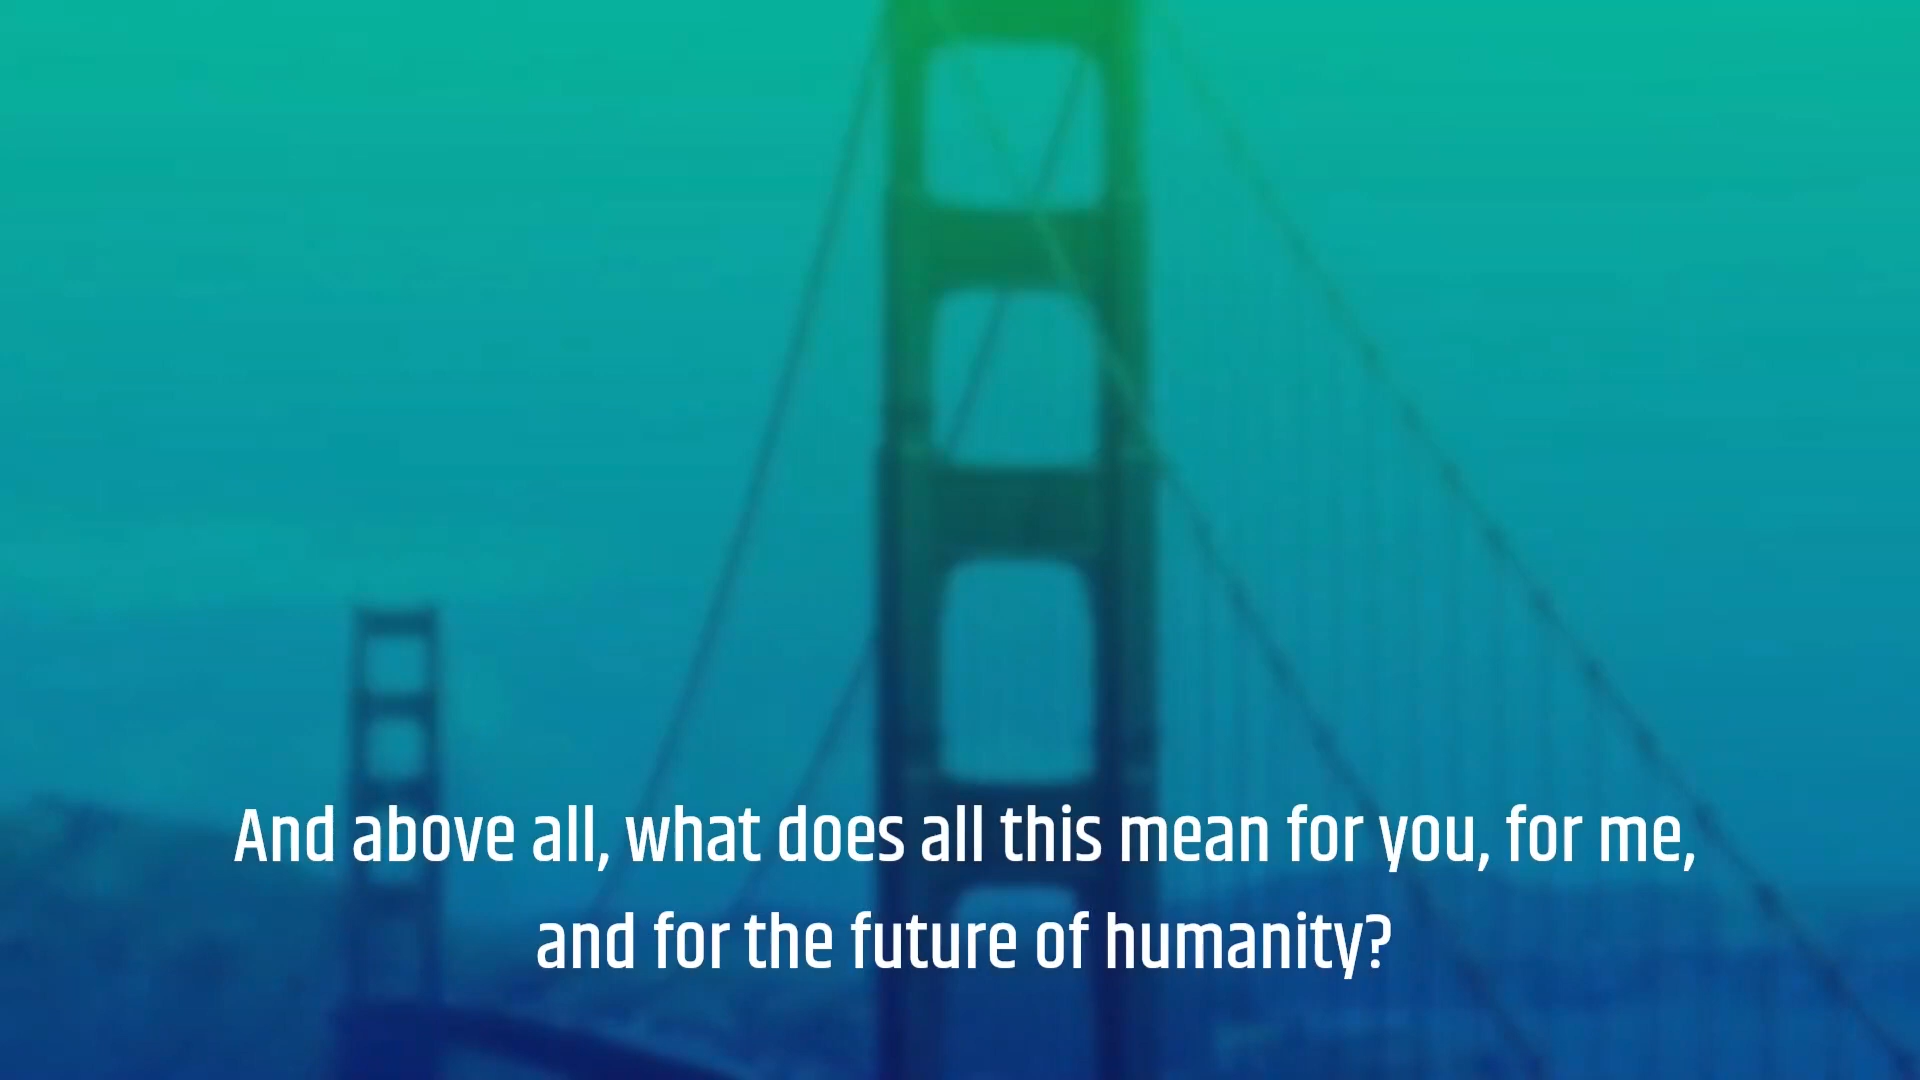 And above all, what does all this mean for you, for me,
and for the future of humanity?